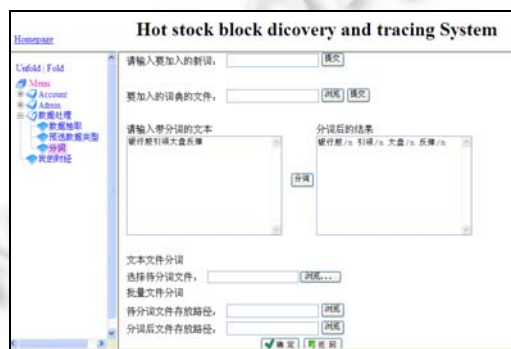 Hot stock block dicovery and tracing System
Homepage
Unfold | Fold
Menu
Account
Admin
数据处理
数据抽取
预选数据类型
分词
我的财经
请输入要加入的新词：
提交
要加入的词典的文件：
浏览
提交
请输入带分词的文本
分词后的结果
银行股引领大盘反弹
分词
银行股/n 引领/n 大盘/n 反弹/n
文本文件分词
选择待分词文件：
浏览...
批量文件分词
待分词文件存放路径：
浏览
分词后文件存放路径：
浏览
确定
返回